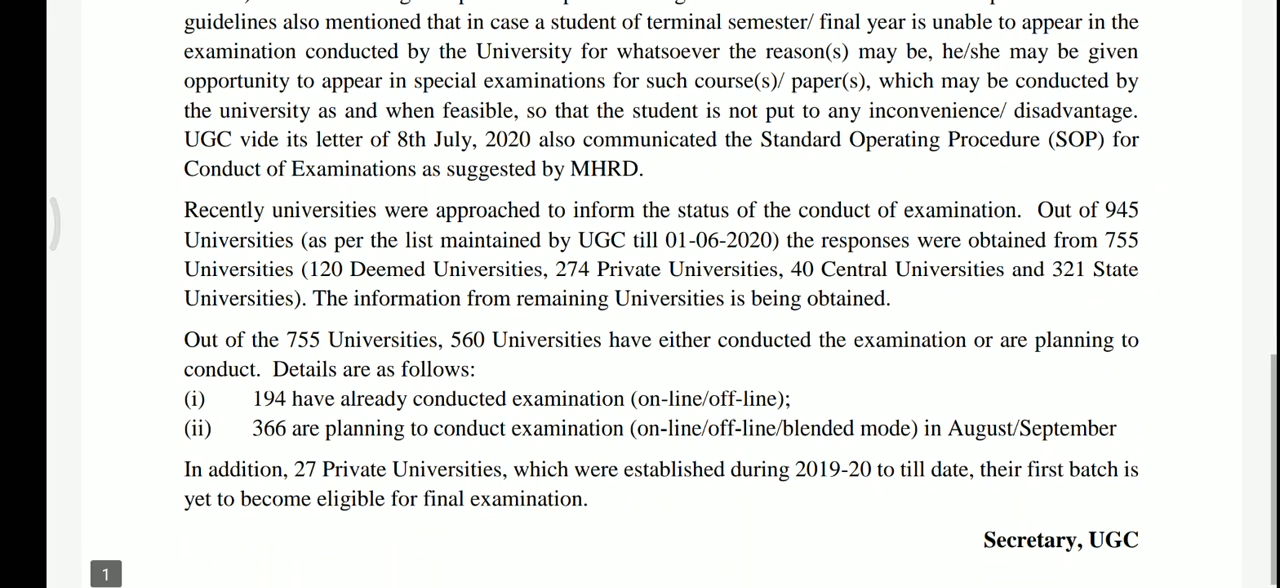 guidelines also mentioned that in case a student of terminal semester/ final year is unable to appear in the
examination conducted by the University for whatsoever the reason(s) may be, he/she may be given
opportunity to appear in special examinations for such course(s)/ paper(s), which may be conducted by
the university as and when feasible, so that the student is not put to any inconvenience/ disadvantage.
UGC vide its letter of 8th July, 2020 also communicated the Standard Operating Procedure (SOP) for
Conduct of Examinations as suggested by MHRD.
Recently universities were approached to inform the status of the conduct of examination. Out of 945
Universities (as per the list maintained by UGC till 01-06-2020) the responses were obtained from 755
Universities (120 Deemed Universities, 274 Private Universities, 40 Central Universities and 321 State
Universities). The information from remaining Universities is being obtained.
Out of the 755 Universities, 560 Universities have either conducted the examination or are planning to
conduct. Details are as follows:
(i) 194 have already conducted examination (on-line/off-line);
(ii) 366 are planning to conduct examination (on-line/off-line/blended mode) in August/September
In addition, 27 Private Universities, which were established during 2019-20 to till date, their first batch is
yet to become eligible for final examination.
Secretary, UGC
1